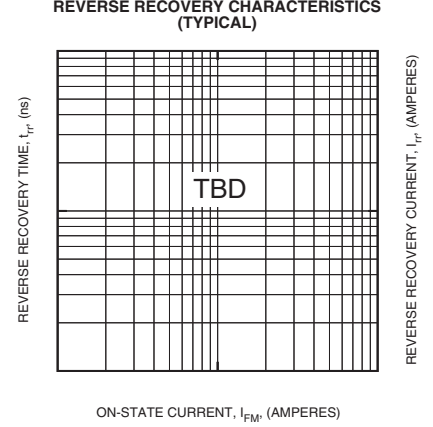 REVERSE RECOVERY CHARACTERISTICS
(TYPICAL)
REVERSE RECOVERY TIME, trr, (ns)
TBD
REVERSE RECOVERY CURRENT, Irr, (AMPERES)
ON-STATE CURRENT, IFM, (AMPERES)